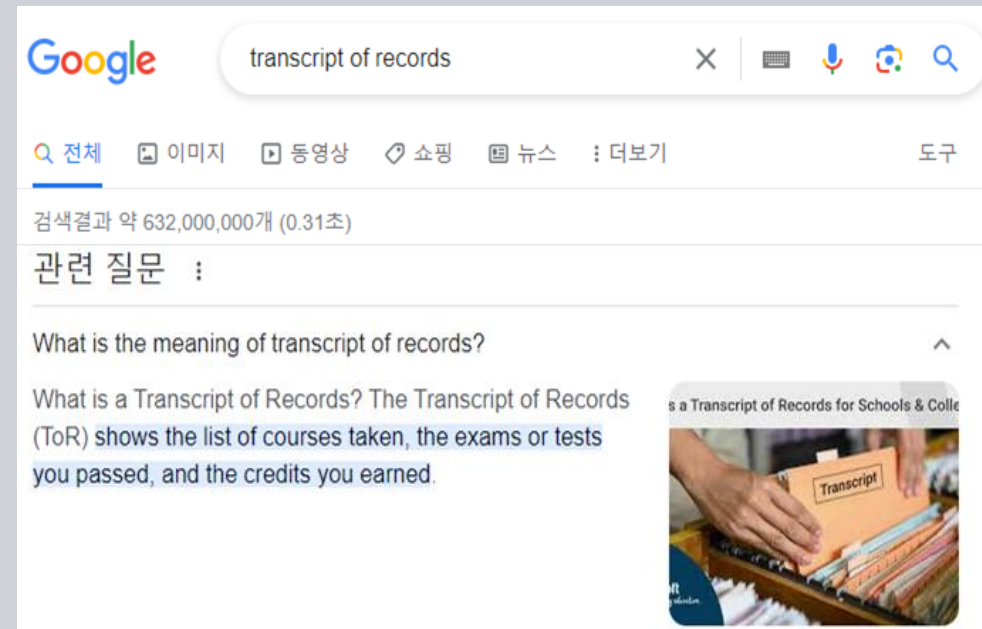 Google transcript of records
전체 이미지 동영상 쇼핑 뉴스 더보기 도구
검색결과 약 632,000,000개 (0.31초)
관련 질문
What is the meaning of transcript of records?
What is a Transcript of Records? The Transcript of Records
(ToR) shows the list of courses taken, the exams or tests
you passed, and the credits you earned.
s a Transcript of Records for Schools & Colle
Transcript